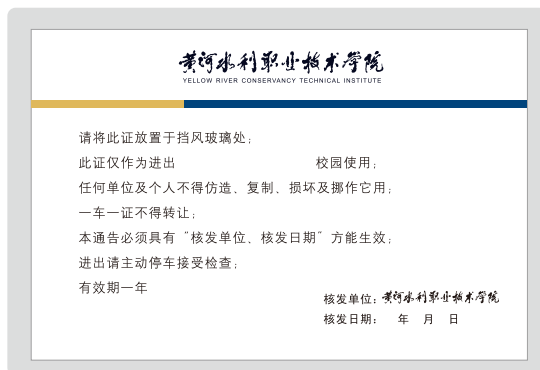 黄河水利职业技术学院
YELLOW RIVER CONSERVANCY TECHNICAL INSTITUTE
请将此证放置于挡风玻璃处；
此证仅作为进出 校园使用；
任何单位及个人不得仿造、复制、损坏及挪作它用；
一车一证不得转让；
本通告必须具有“核发单位、核发日期”方能生效；
进出请主动停车接受检查；
有效期一年
核发单位：黄河水利职业技术学院
核发日期： 年 月 日